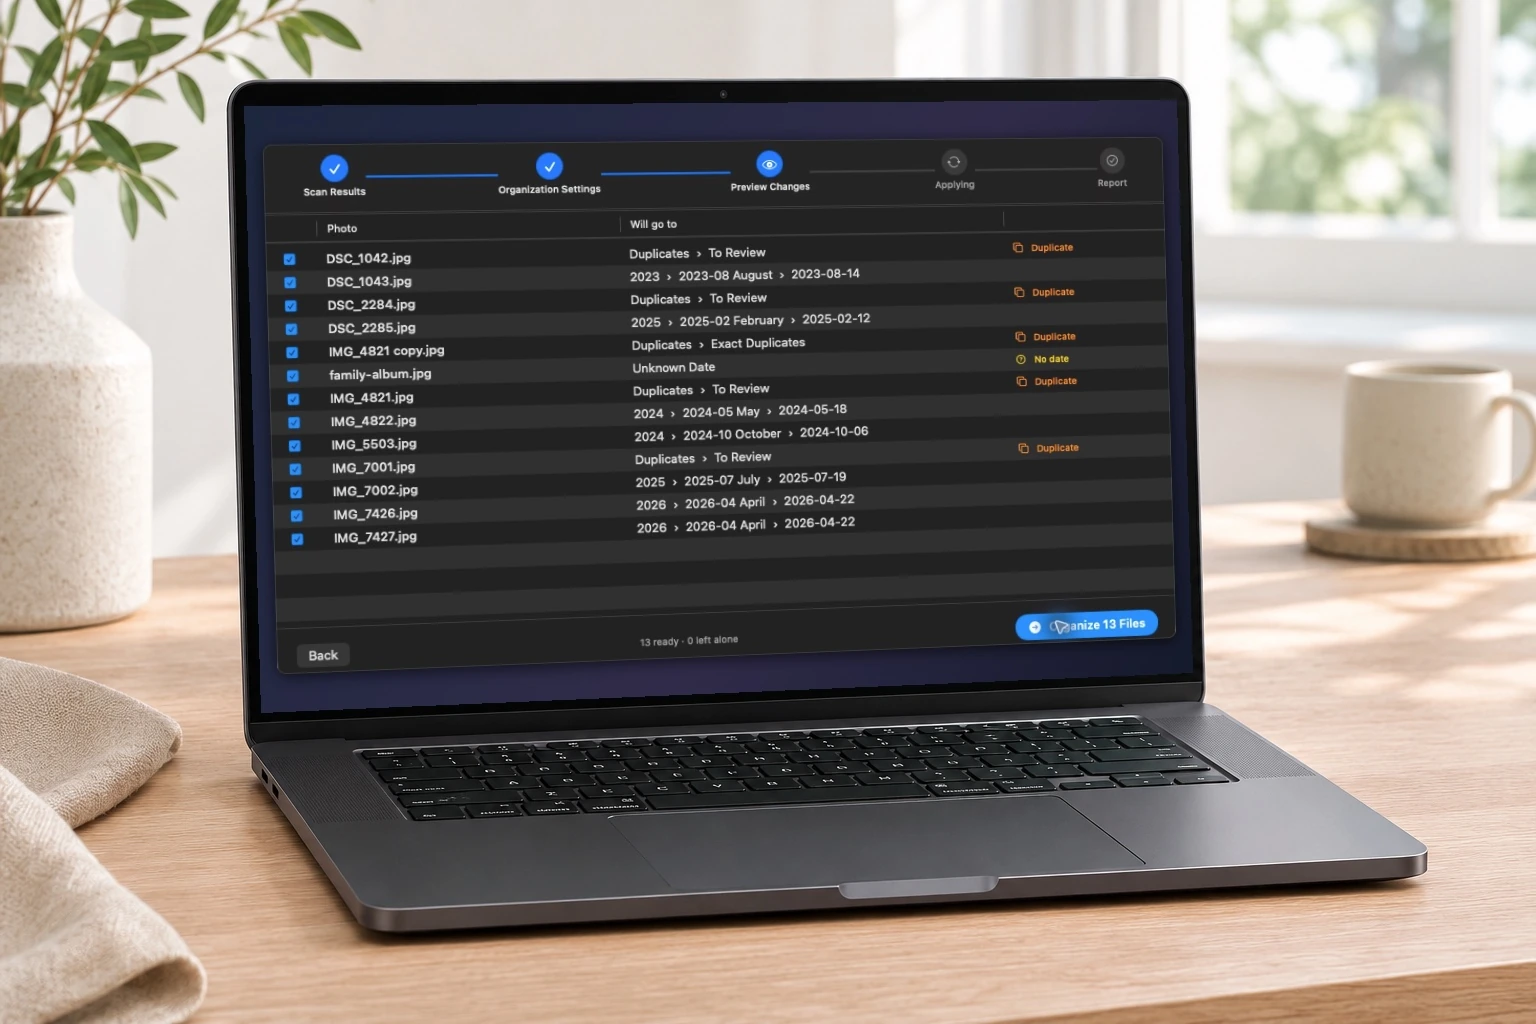 Scan Results
Organization Settings
Preview Changes
Applying
Report
Photo Will go to
DSC_1042.jpg Duplicates › To Review Duplicate
DSC_1043.jpg 2023 › 2023-08 August › 2023-08-14
DSC_2284.jpg Duplicates › To Review Duplicate
DSC_2285.jpg 2025 › 2025-02 February › 2025-02-12
IMG_4821 copy.jpg Duplicates › Exact Duplicates Duplicate
family-album.jpg Unknown Date No date
IMG_4821.jpg Duplicates › To Review Duplicate
IMG_4822.jpg 2024 › 2024-05 May › 2024-05-18
IMG_5503.jpg 2024 › 2024-10 October › 2024-10-06
IMG_7001.jpg Duplicates › To Review Duplicate
IMG_7002.jpg 2025 › 2025-07 July › 2025-07-19
IMG_7426.jpg 2026 › 2026-04 April › 2026-04-22
IMG_7427.jpg 2026 › 2026-04 April › 2026-04-22
Back
13 ready · 0 left alone
13 Files